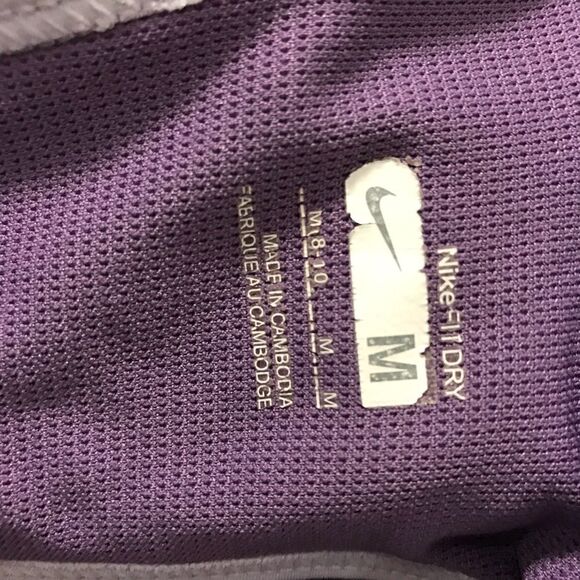 Nike-FIT DRY
M
M(8-10) M M
MADE IN CAMBODIA
FABRIQUE AU CAMBODGE